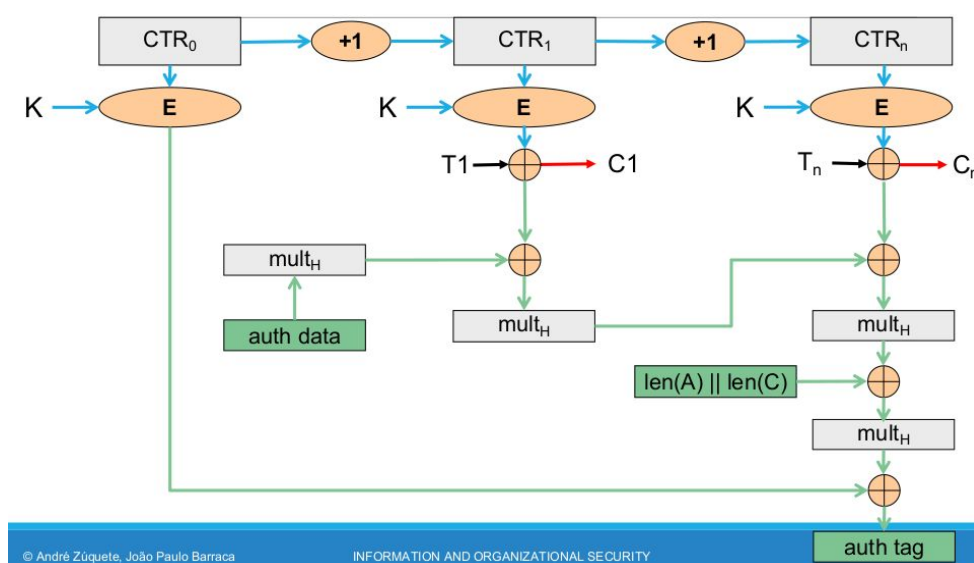 CTR₀ +1 CTR₁ +1 CTRₙ
K E K E K E
T1 C1 Tₙ Cₙ
mult_H
auth data mult_H mult_H
len(A) || len(C)
mult_H
© André Zúquete, João Paulo Barraca INFORMATION AND ORGANIZATIONAL SECURITY
auth tag